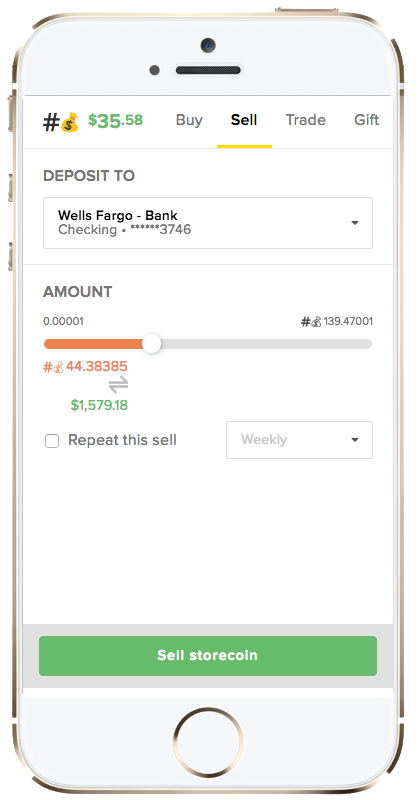 #💰 $35.58 Buy Sell Trade Gift
DEPOSIT TO
Wells Fargo - Bank
Checking • ******3746
AMOUNT
0.00001 #💰139.47001
#💰44.38385
⇌
$1,579.18
Repeat this sell Weekly
Sell storecoin